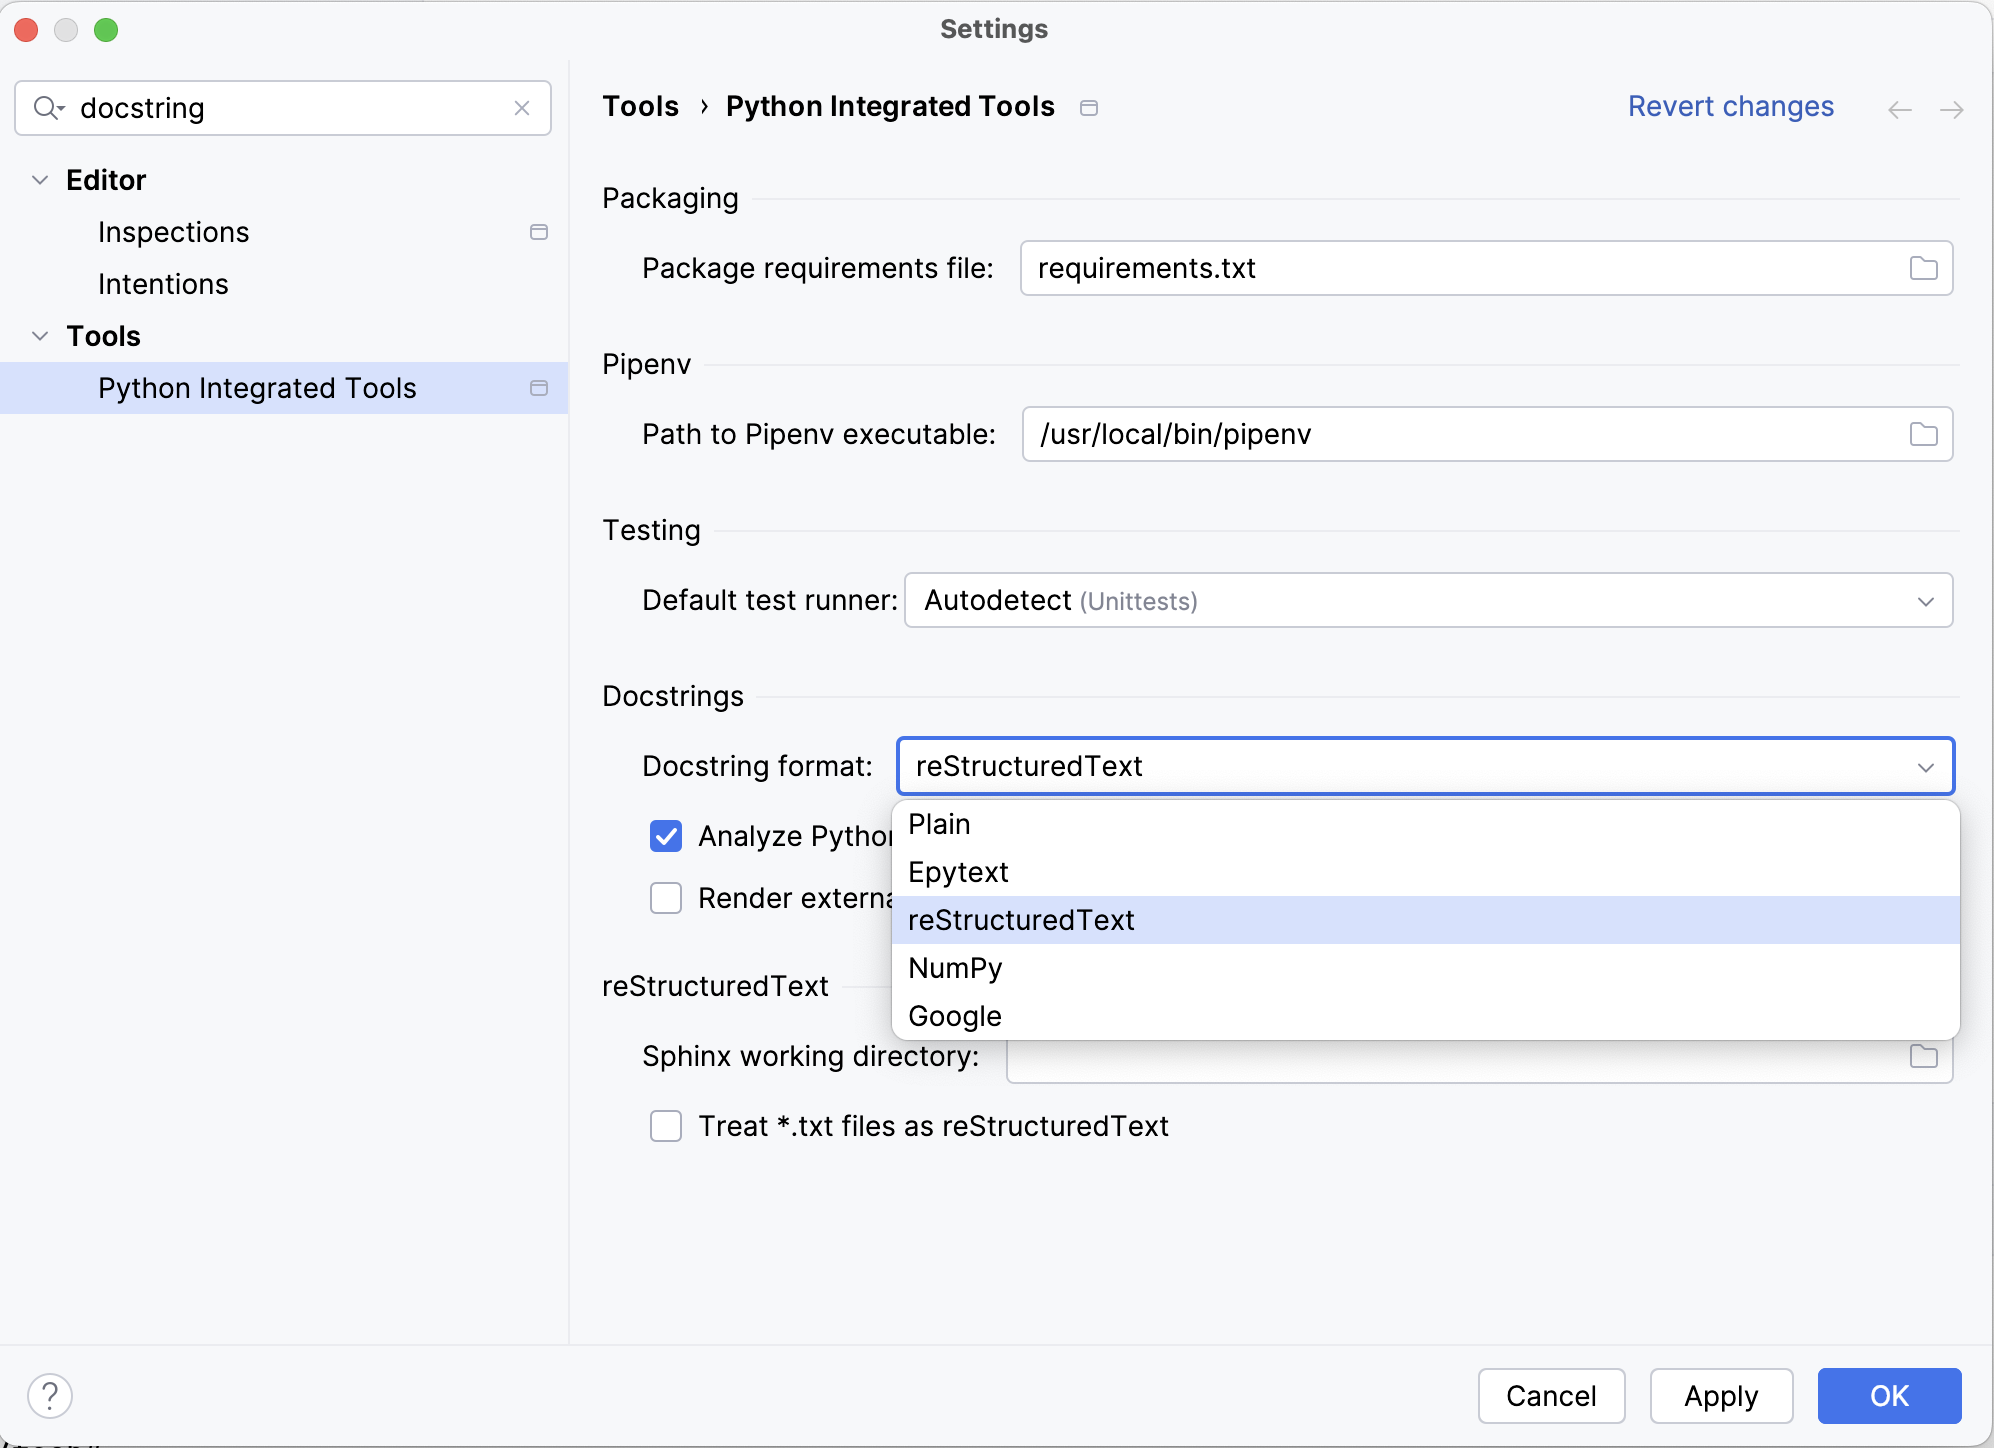 Settings
docstring
Editor
Inspections
Intentions
Tools
Python Integrated Tools
Tools › Python Integrated Tools
Revert changes
Packaging
Package requirements file: requirements.txt
Pipenv
Path to Pipenv executable: /usr/local/bin/pipenv
Testing
Default test runner: Autodetect (Unittests)
Docstrings
Docstring format: reStructuredText
Plain
Epytext
reStructuredText
NumPy
Google
Analyze
Render
reStructuredText
Sphinx working directory:
Treat *.txt files as reStructuredText
?
Cancel
Apply
OK